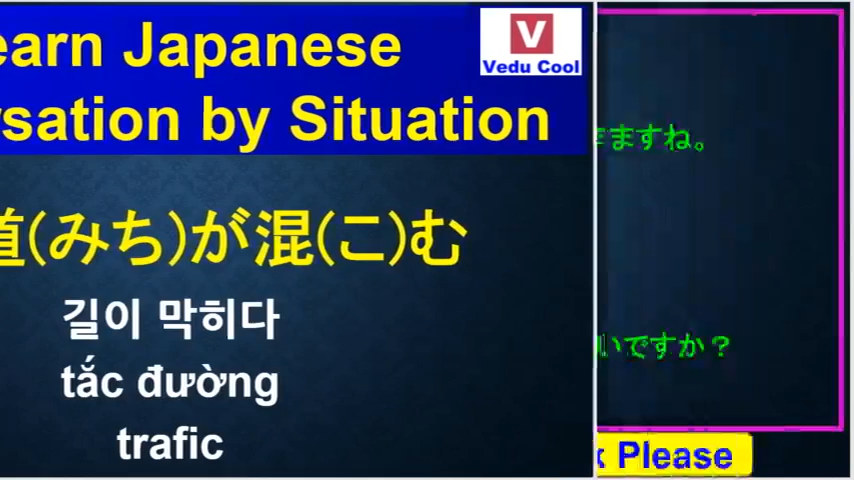 earn Japanese
V
Vedu Cool
rsation by Situation
道(みち)が混(こ)む
길이 막히다
tắc đường
trafic
ますね。
いですか？
Please